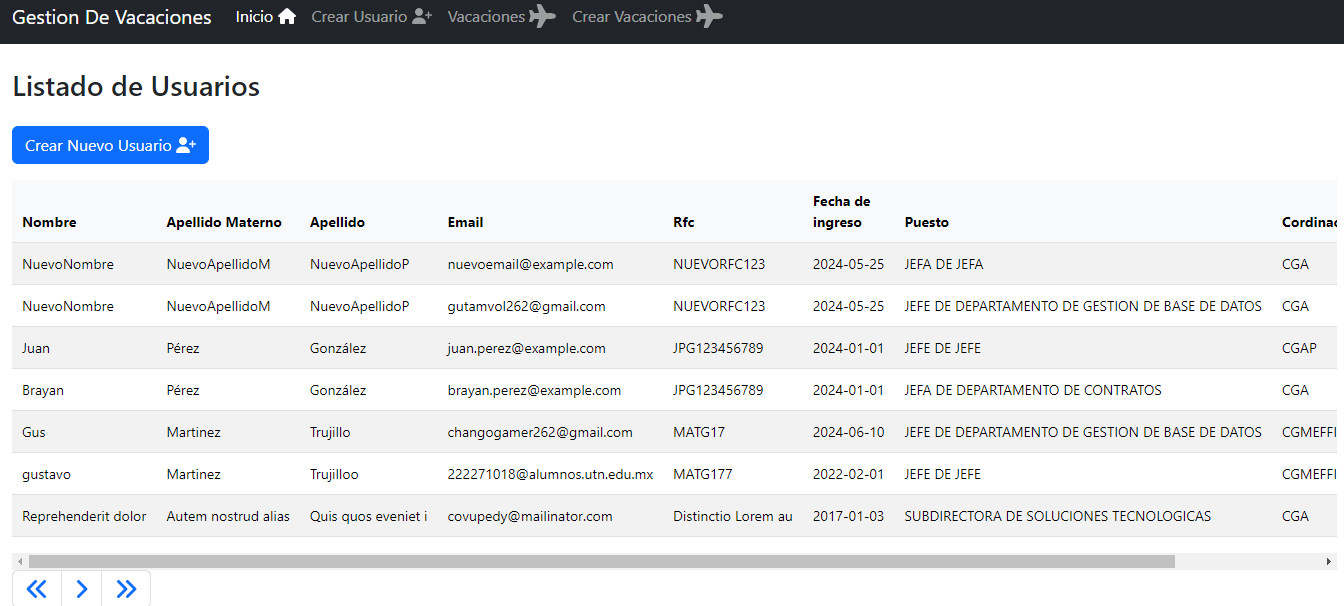 Gestion De Vacaciones Inicio Crear Usuario Vacaciones Crear Vacaciones
Listado de Usuarios
Crear Nuevo Usuario
Nombre Apellido Materno Apellido Email Rfc Fecha de ingreso Puesto Cordinac
NuevoNombre NuevoApellidoM NuevoApellidoP nuevoemail@example.com NUEVORFC123 2024-05-25 JEFA DE JEFA CGA
NuevoNombre NuevoApellidoM NuevoApellidoP gutamvol262@gmail.com NUEVORFC123 2024-05-25 JEFE DE DEPARTAMENTO DE GESTION DE BASE DE DATOS CGA
Juan Pérez González juan.perez@example.com JPG123456789 2024-01-01 JEFE DE JEFE CGAP
Brayan Pérez González brayan.perez@example.com JPG123456789 2024-01-01 JEFA DE DEPARTAMENTO DE CONTRATOS CGA
Gus Martinez Trujillo changogamer262@gmail.com MATG17 2024-06-10 JEFE DE DEPARTAMENTO DE GESTION DE BASE DE DATOS CGMEFFI
gustavo Martinez Trujilloo 222271018@alumnos.utn.edu.mx MATG177 2022-02-01 JEFE DE JEFE CGMEFFI
Reprehenderit dolor Autem nostrud alias Quis quos eveniet i covupedy@mailinator.com Distinctio Lorem au 2017-01-03 SUBDIRECTORA DE SOLUCIONES TECNOLOGICAS CGA